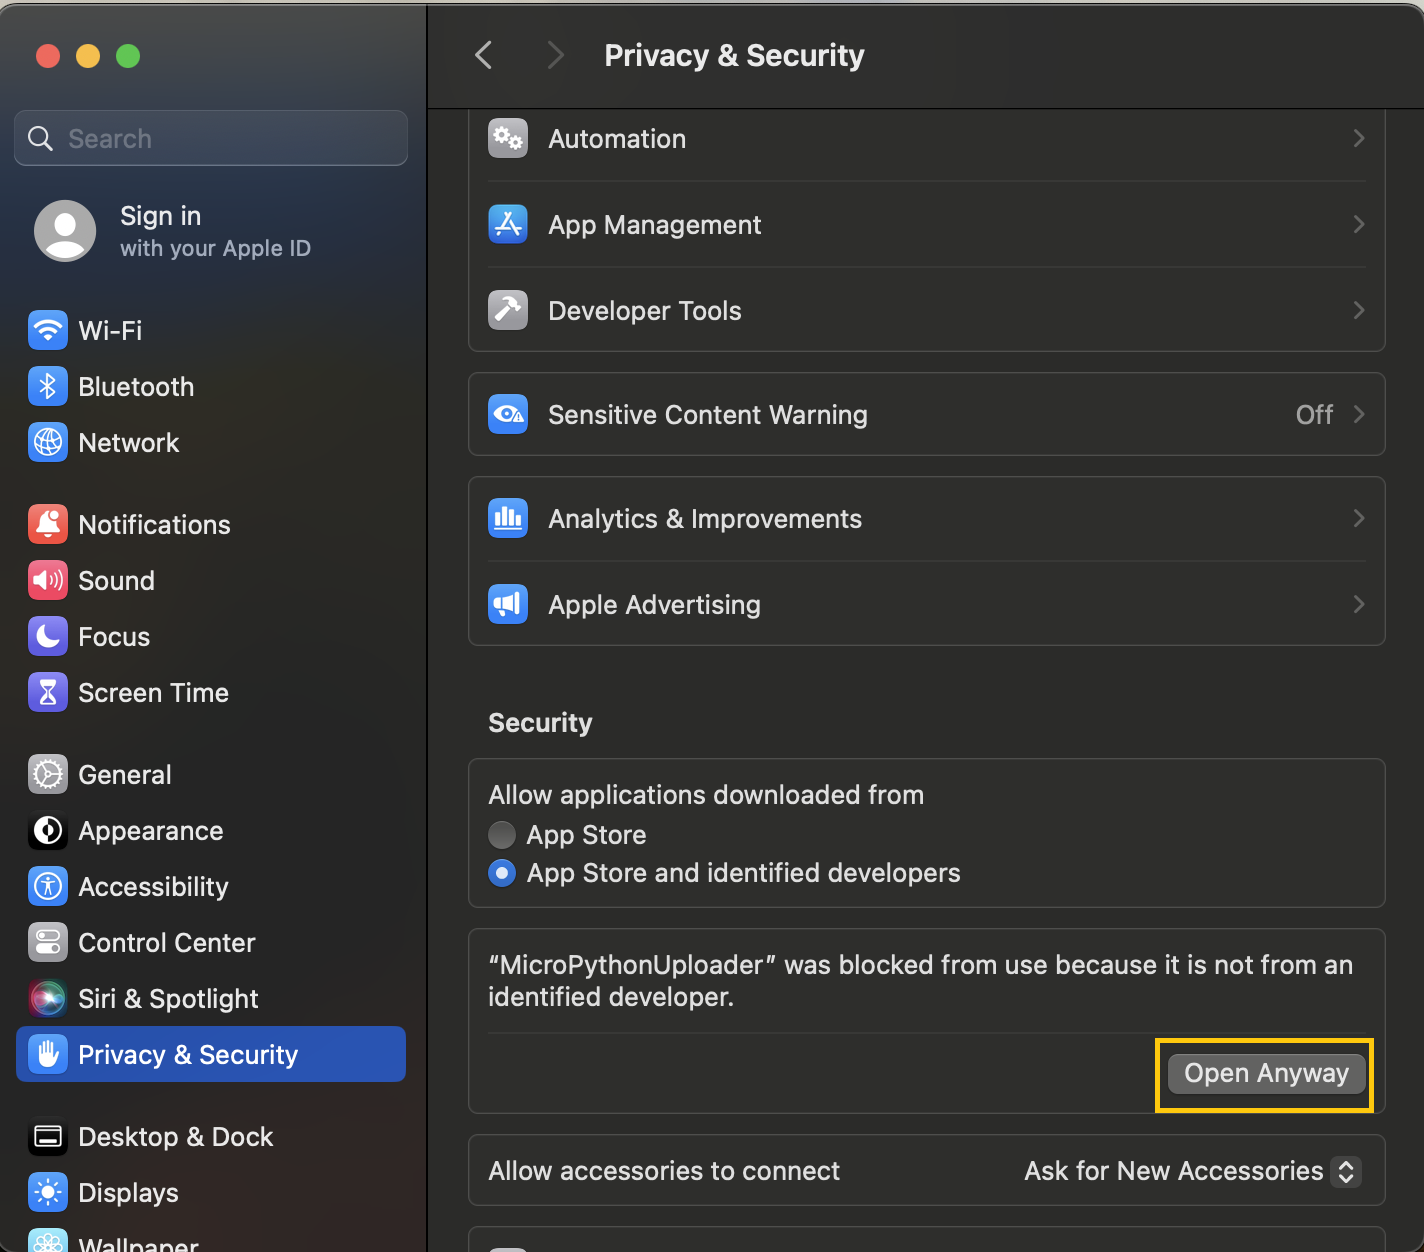 Search
Sign in
with your Apple ID
Wi-Fi
Bluetooth
Network
Notifications
Sound
Focus
Screen Time
General
Appearance
Accessibility
Control Center
Siri & Spotlight
Privacy & Security
Desktop & Dock
Displays
Wallpaper
Privacy & Security
Automation
App Management
Developer Tools
Sensitive Content Warning Off
Analytics & Improvements
Apple Advertising
Security
Allow applications downloaded from
App Store
App Store and identified developers
“MicroPythonUploader” was blocked from use because it is not from an
identified developer.
Open Anyway
Allow accessories to connect Ask for New Accessories